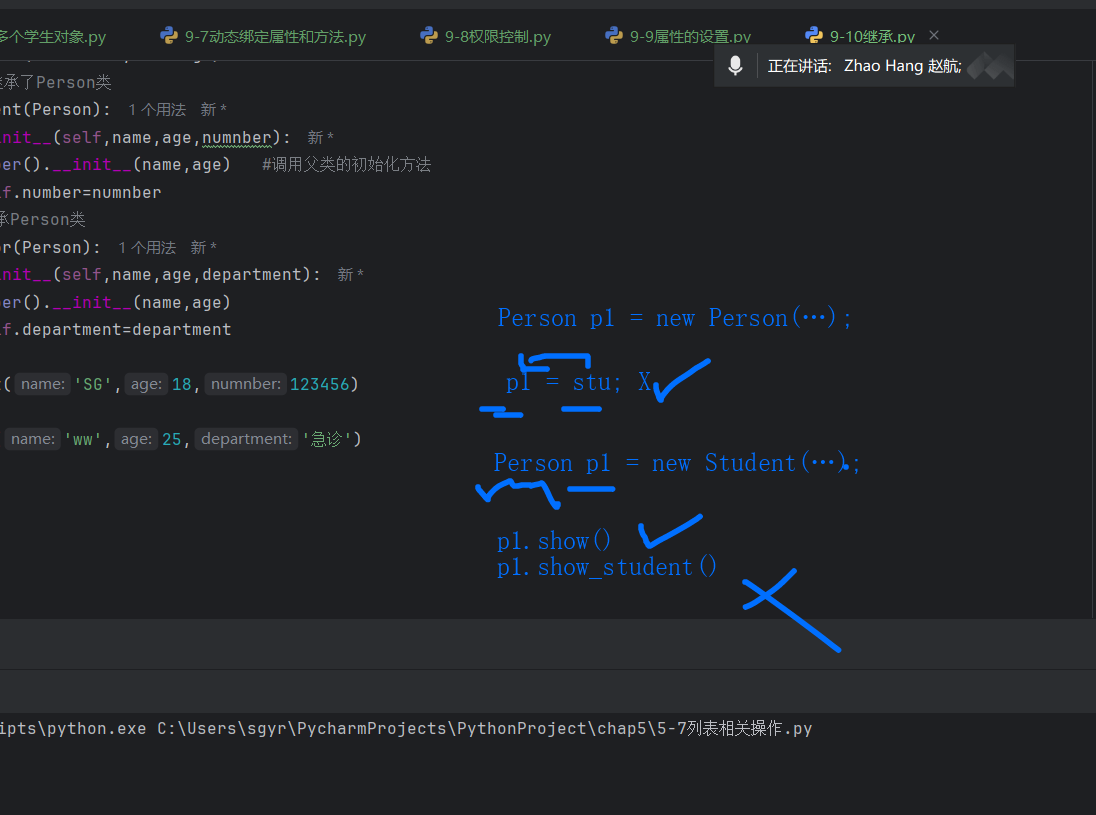 多个学生对象.py 9-7动态绑定属性和方法.py 9-8权限控制.py 9-9属性的设置.py 9-10继承.py
正在讲话: Zhao Hang 赵航;
继承了Person类
ent(Person): 1 个用法 新 *
init__(self,name,age,numnber): 新 *
per().__init__(name,age) #调用父类的初始化方法
lf.number=numnber
承Person类
or(Person): 1 个用法 新 *
init__(self,name,age,department): 新 *
per().__init__(name,age)
lf.department=department
Person p1 = new Person(…);
t( name: 'SG', age: 18, numnber: 123456)
p1 = stu; X
name: 'ww', age: 25, department: '急诊')
Person p1 = new Student(…);
p1.show()
p1.show_student()
ipts\python.exe C:\Users\sgyr\PycharmProjects\PythonProject\chap5\5-7列表相关操作.py